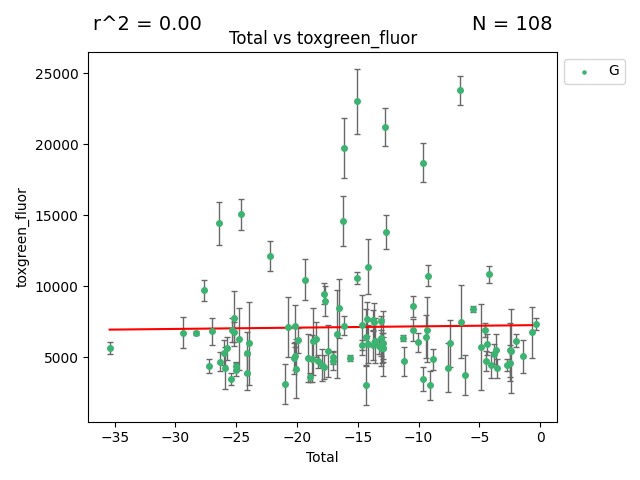 r^2 = 0.00
N = 108
Total vs toxgreen_fluor
G
25000
20000
15000
10000
5000
toxgreen_fluor
−35
−30
−25
−20
−15
−10
−5
0
Total